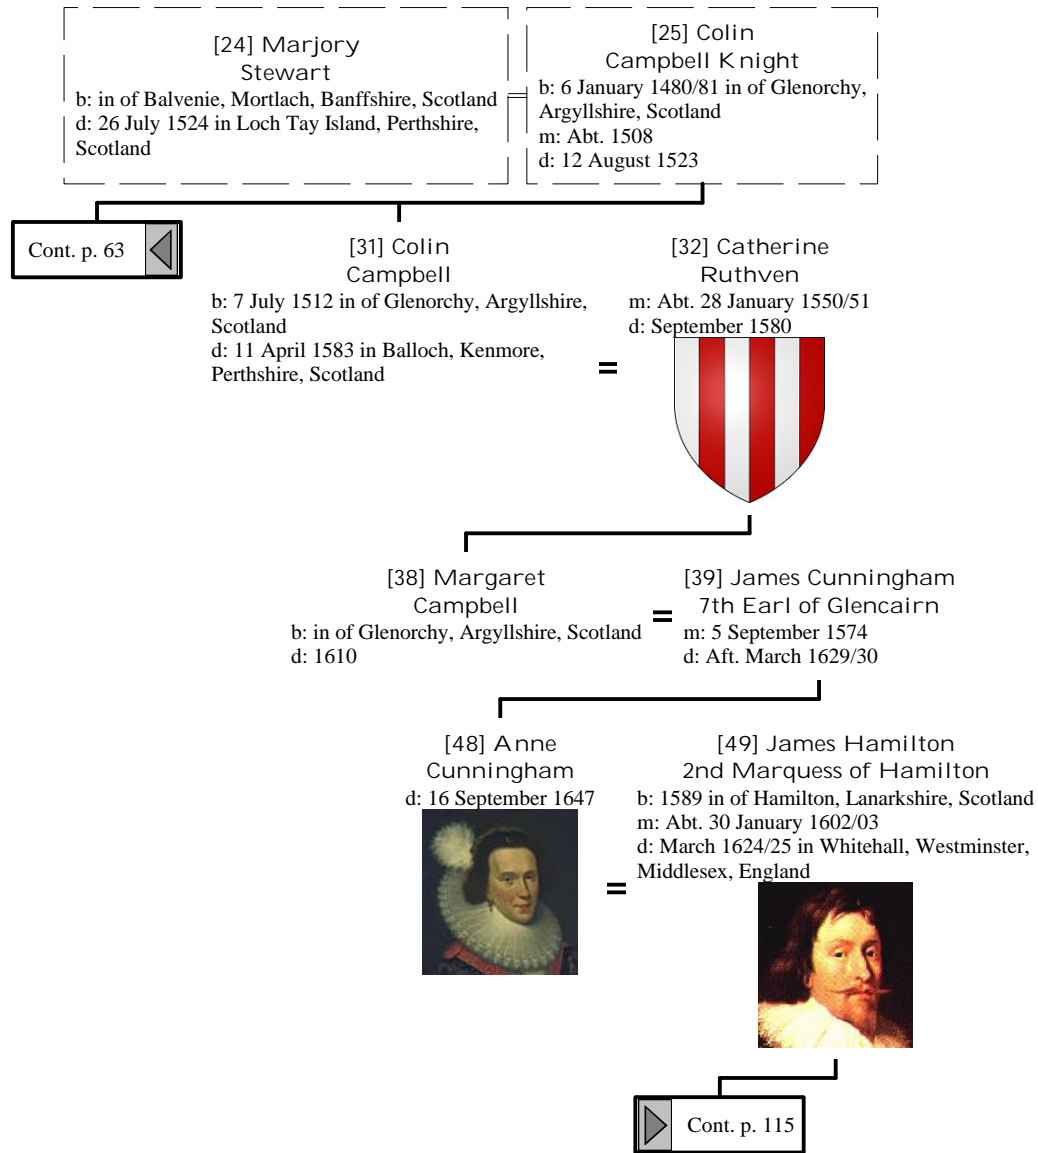 [24] Marjory
Stewart
b: in of Balvenie, Mortlach, Banffshire, Scotland
d: 26 July 1524 in Loch Tay Island, Perthshire,
Scotland
[25] Colin
Campbell Knight
b: 6 January 1480/81 in of Glenorchy,
Argyllshire, Scotland
m: Abt. 1508
d: 12 August 1523
Cont. p. 63
[31] Colin
Campbell
b: 7 July 1512 in of Glenorchy, Argyllshire,
Scotland
d: 11 April 1583 in Balloch, Kenmore,
Perthshire, Scotland
=
[32] Catherine
Ruthven
m: Abt. 28 January 1550/51
d: September 1580
[38] Margaret
Campbell
b: in of Glenorchy, Argyllshire, Scotland
d: 1610
=
[39] James Cunningham
7th Earl of Glencairn
m: 5 September 1574
d: Aft. March 1629/30
[48] Anne
Cunningham
d: 16 September 1647
=
[49] James Hamilton
2nd Marquess of Hamilton
b: 1589 in of Hamilton, Lanarkshire, Scotland
m: Abt. 30 January 1602/03
d: March 1624/25 in Whitehall, Westminster,
Middlesex, England
Cont. p. 115